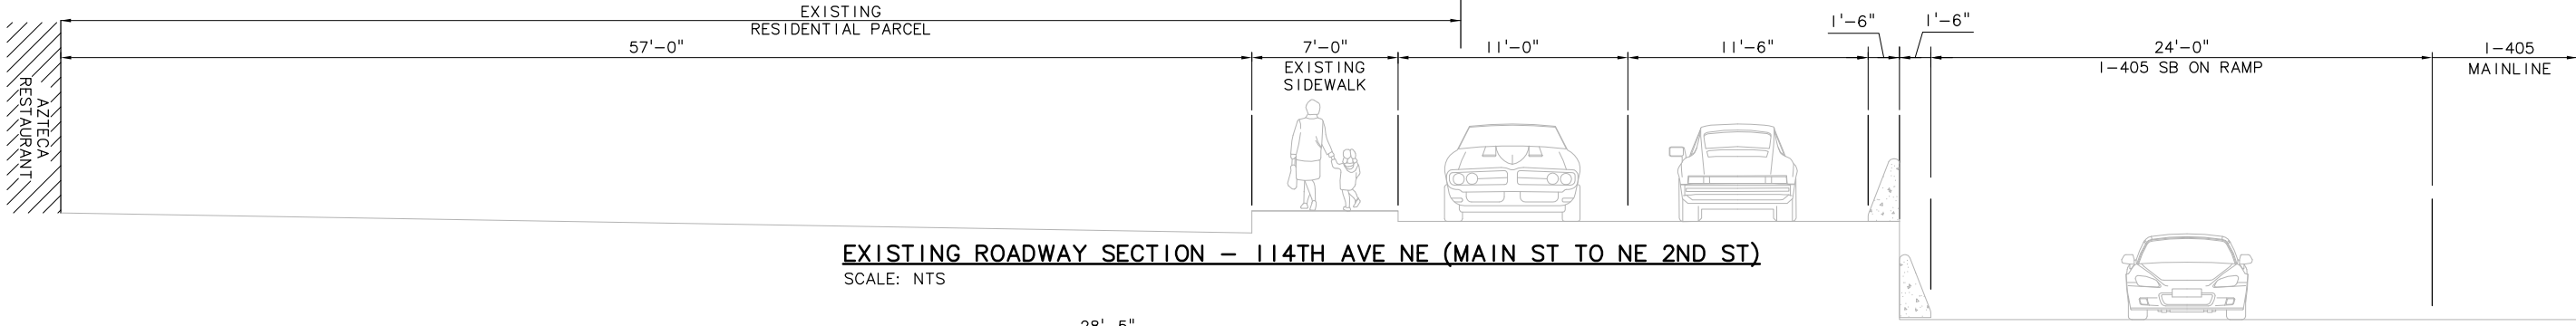 EXISTING
RESIDENTIAL PARCEL
1'-6"
1'-6"
57'-0"
7'-0"
11'-0"
11'-6"
24'-0"
I-405
EXISTING
SIDEWALK
I-405 SB ON RAMP
MAINLINE
AZTECA
RESTAURANT
EXISTING ROADWAY SECTION - 114TH AVE NE (MAIN ST TO NE 2ND ST)
SCALE: NTS